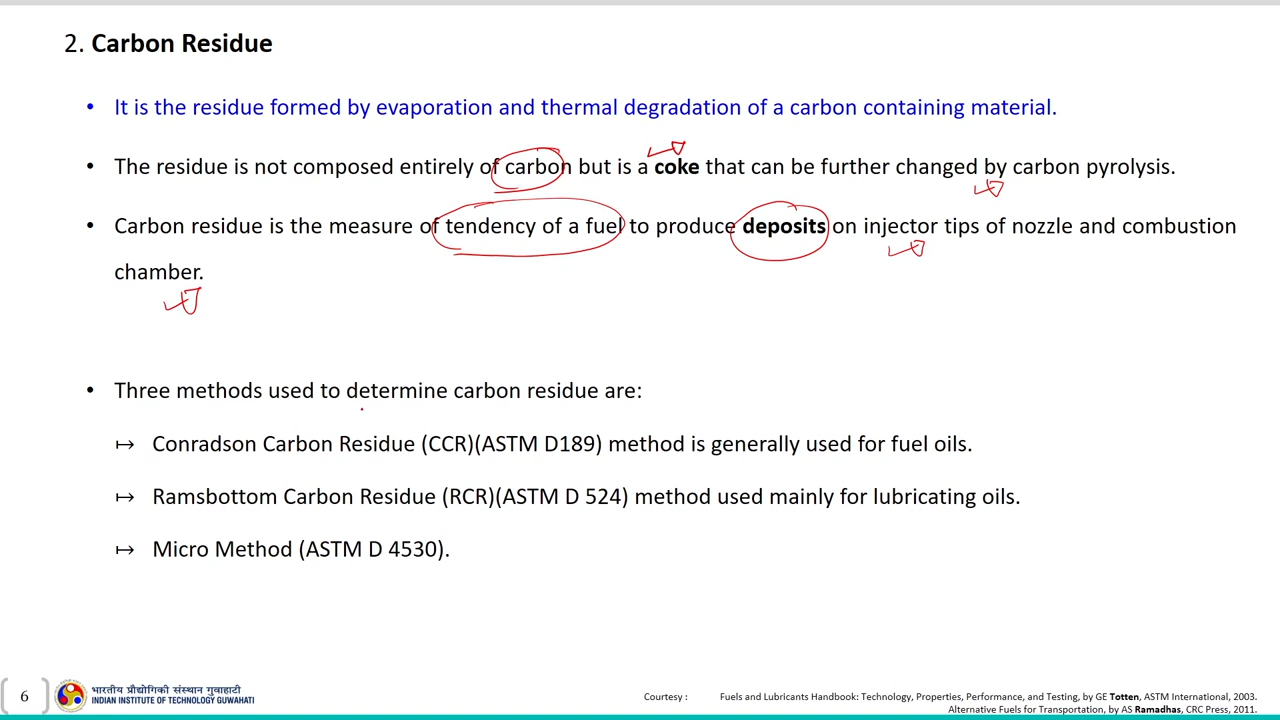 2. Carbon Residue
• It is the residue formed by evaporation and thermal degradation of a carbon containing material.
• The residue is not composed entirely of carbon but is a coke that can be further changed by carbon pyrolysis.
• Carbon residue is the measure of tendency of a fuel to produce deposits on injector tips of nozzle and combustion
chamber.
• Three methods used to determine carbon residue are:
↦ Conradson Carbon Residue (CCR)(ASTM D189) method is generally used for fuel oils.
↦ Ramsbottom Carbon Residue (RCR)(ASTM D 524) method used mainly for lubricating oils.
↦ Micro Method (ASTM D 4530).
6
भारतीय प्रौद्योगिकी संस्थान गुवाहाटी
INDIAN INSTITUTE OF TECHNOLOGY GUWAHATI
Courtesy : Fuels and Lubricants Handbook: Technology, Properties, Performance, and Testing, by GE Totten, ASTM International, 2003.
Alternative Fuels for Transportation, by AS Ramadhas, CRC Press, 2011.